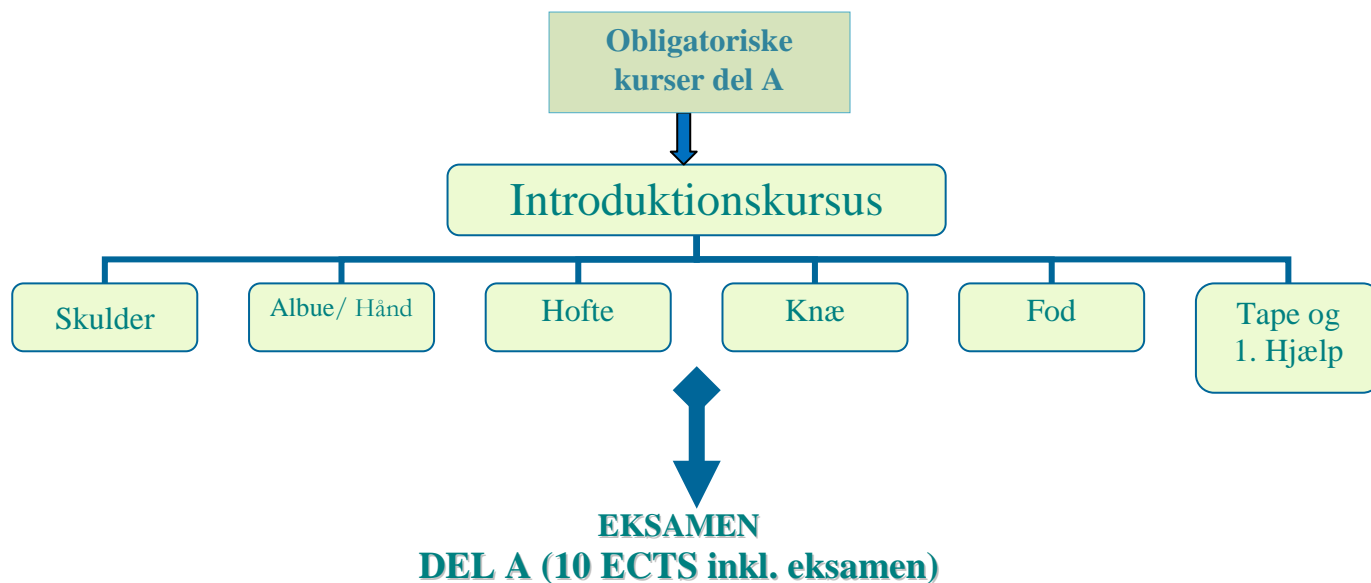 Obligatoriske
kurser del A
Introduktionskursus
Skulder
Albue/ Hånd
Hofte
Knæ
Fod
Tape og
1. Hjælp
EKSAMEN
DEL A (10 ECTS inkl. eksamen)